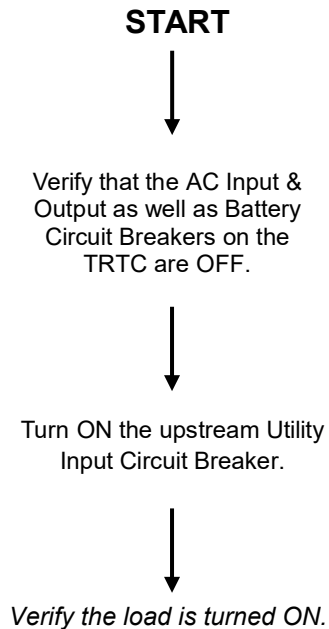 START
Verify that the AC Input &
Output as well as Battery
Circuit Breakers on the
TRTC are OFF.
Turn ON the upstream Utility
Input Circuit Breaker.
Verify the load is turned ON.